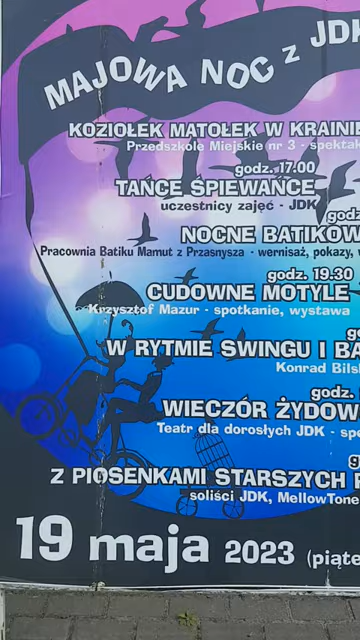 MAJOWA NOC z JDK
KOZIOŁEK MATOŁEK W KRAINIE
Przedszkole Miejskie nr 3 - spektak
godz. 17.00
TAŃCE ŚPIEWAŃCE
uczestnicy zajęć - JDK
godz
NOCNE BATIKOW
Pracownia Batiku Mamut z Przasnysza - wernisaż, pokazy, w
godz. 19.30
CUDOWNE MOTYLE -
Krzysztof Mazur - spotkanie, wystawa
go
W RYTMIE SWINGU I BA
Konrad Bilsk
godz.
WIECZÓR ŻYDOW
Teatr dla dorosłych JDK - spe
g
Z PIOSENKAMI STARSZYCH P
soliści JDK, MellowTone
19 maja 2023 (piąte